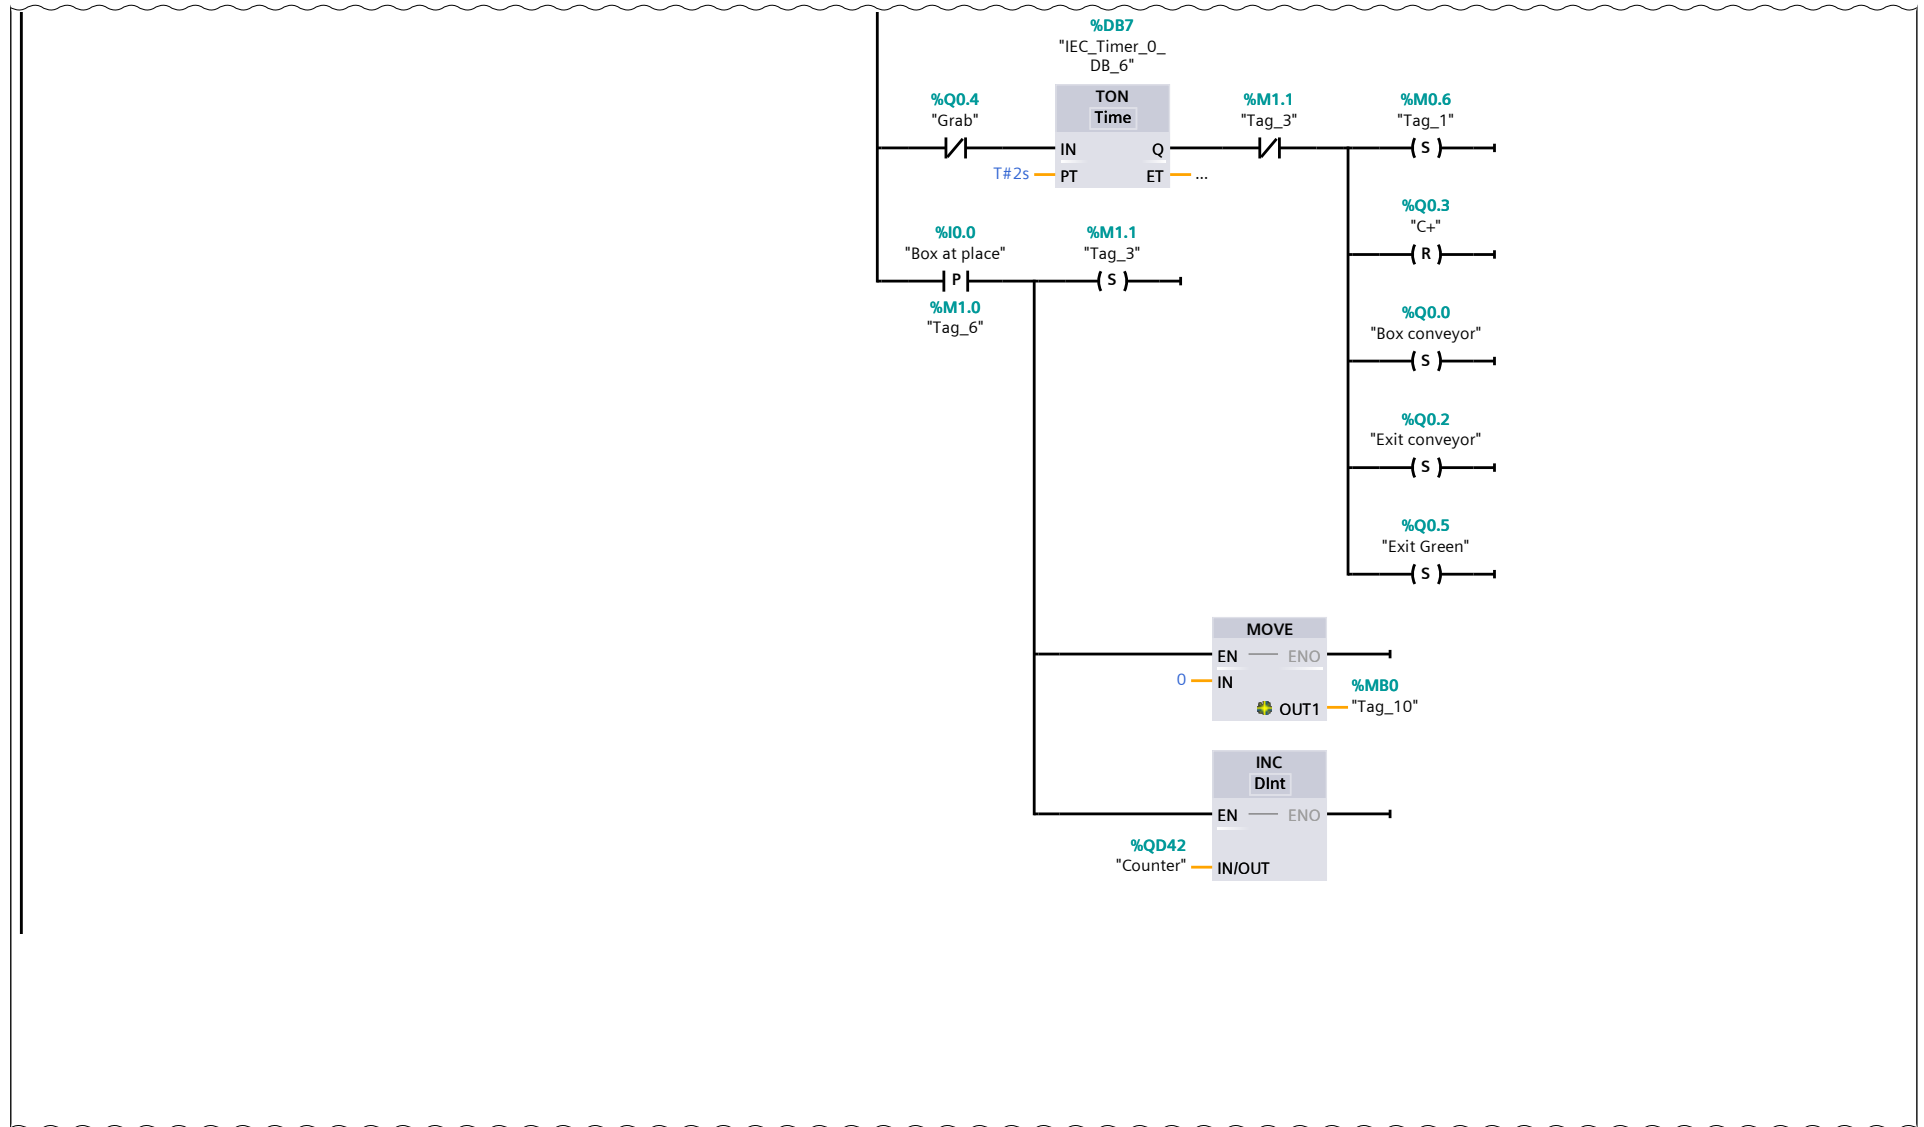 %DB7
"IEC_Timer_0_
DB_6"
TON
Time
%Q0.4
"Grab"
IN
Q
T#2s
PT
ET
...
%M1.1
"Tag_3"
%M0.6
"Tag_1"
S
%Q0.3
"C+"
R
%I0.0
"Box at place"
P
%M1.0
"Tag_6"
%M1.1
"Tag_3"
S
%Q0.0
"Box conveyor"
S
%Q0.2
"Exit conveyor"
S
%Q0.5
"Exit Green"
S
MOVE
EN
ENO
0
IN
OUT1
%MB0
"Tag_10"
INC
DInt
EN
ENO
%QD42
"Counter"
IN/OUT